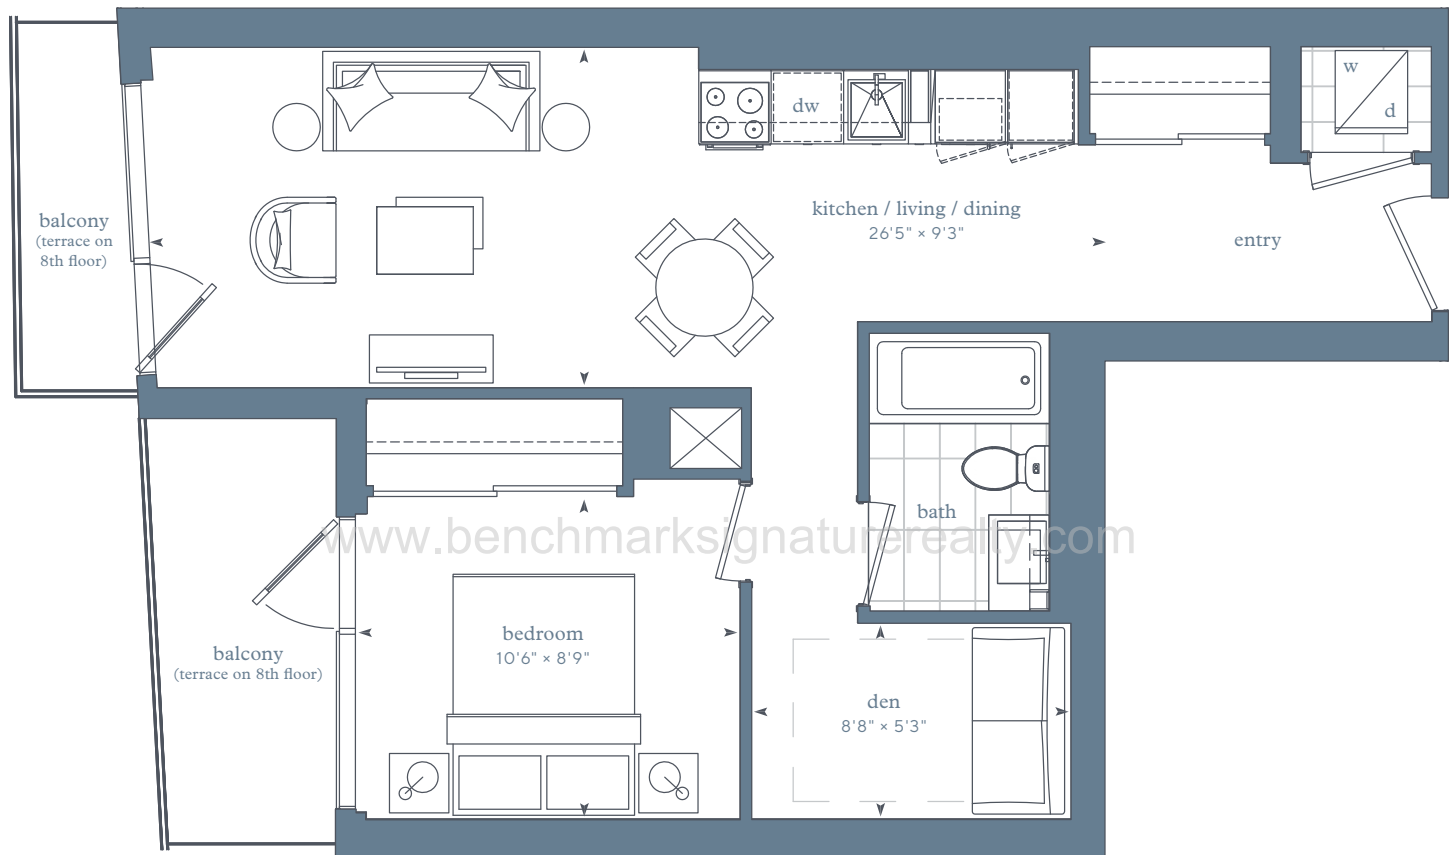 w
d
dw
kitchen / living / dining
26'5" × 9'3"
entry
balcony
(terrace on
8th floor)
bath
www.benchmarksignaturerealty.com
bedroom
10'6" × 8'9"
balcony
(terrace on 8th floor)
den
8'8" × 5'3"